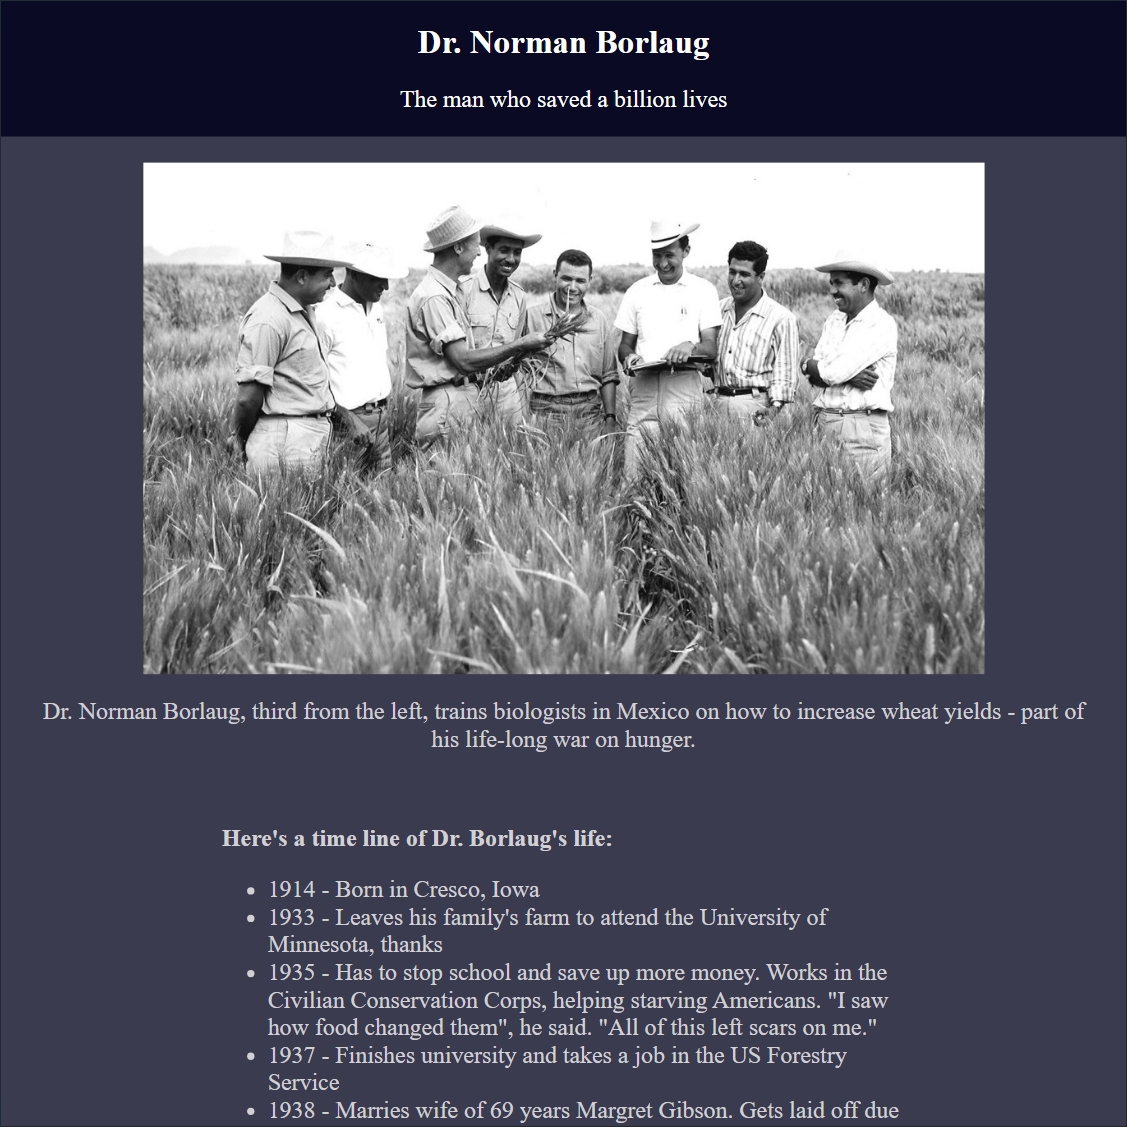 Dr. Norman Borlaug
The man who saved a billion lives
Dr. Norman Borlaug, third from the left, trains biologists in Mexico on how to increase wheat yields - part of
his life-long war on hunger.
Here's a time line of Dr. Borlaug's life:
• 1914 - Born in Cresco, Iowa
• 1933 - Leaves his family's farm to attend the University of
Minnesota, thanks
• 1935 - Has to stop school and save up more money. Works in the
Civilian Conservation Corps, helping starving Americans. "I saw
how food changed them", he said. "All of this left scars on me."
• 1937 - Finishes university and takes a job in the US Forestry
Service
• 1938 - Marries wife of 69 years Margret Gibson. Gets laid off due